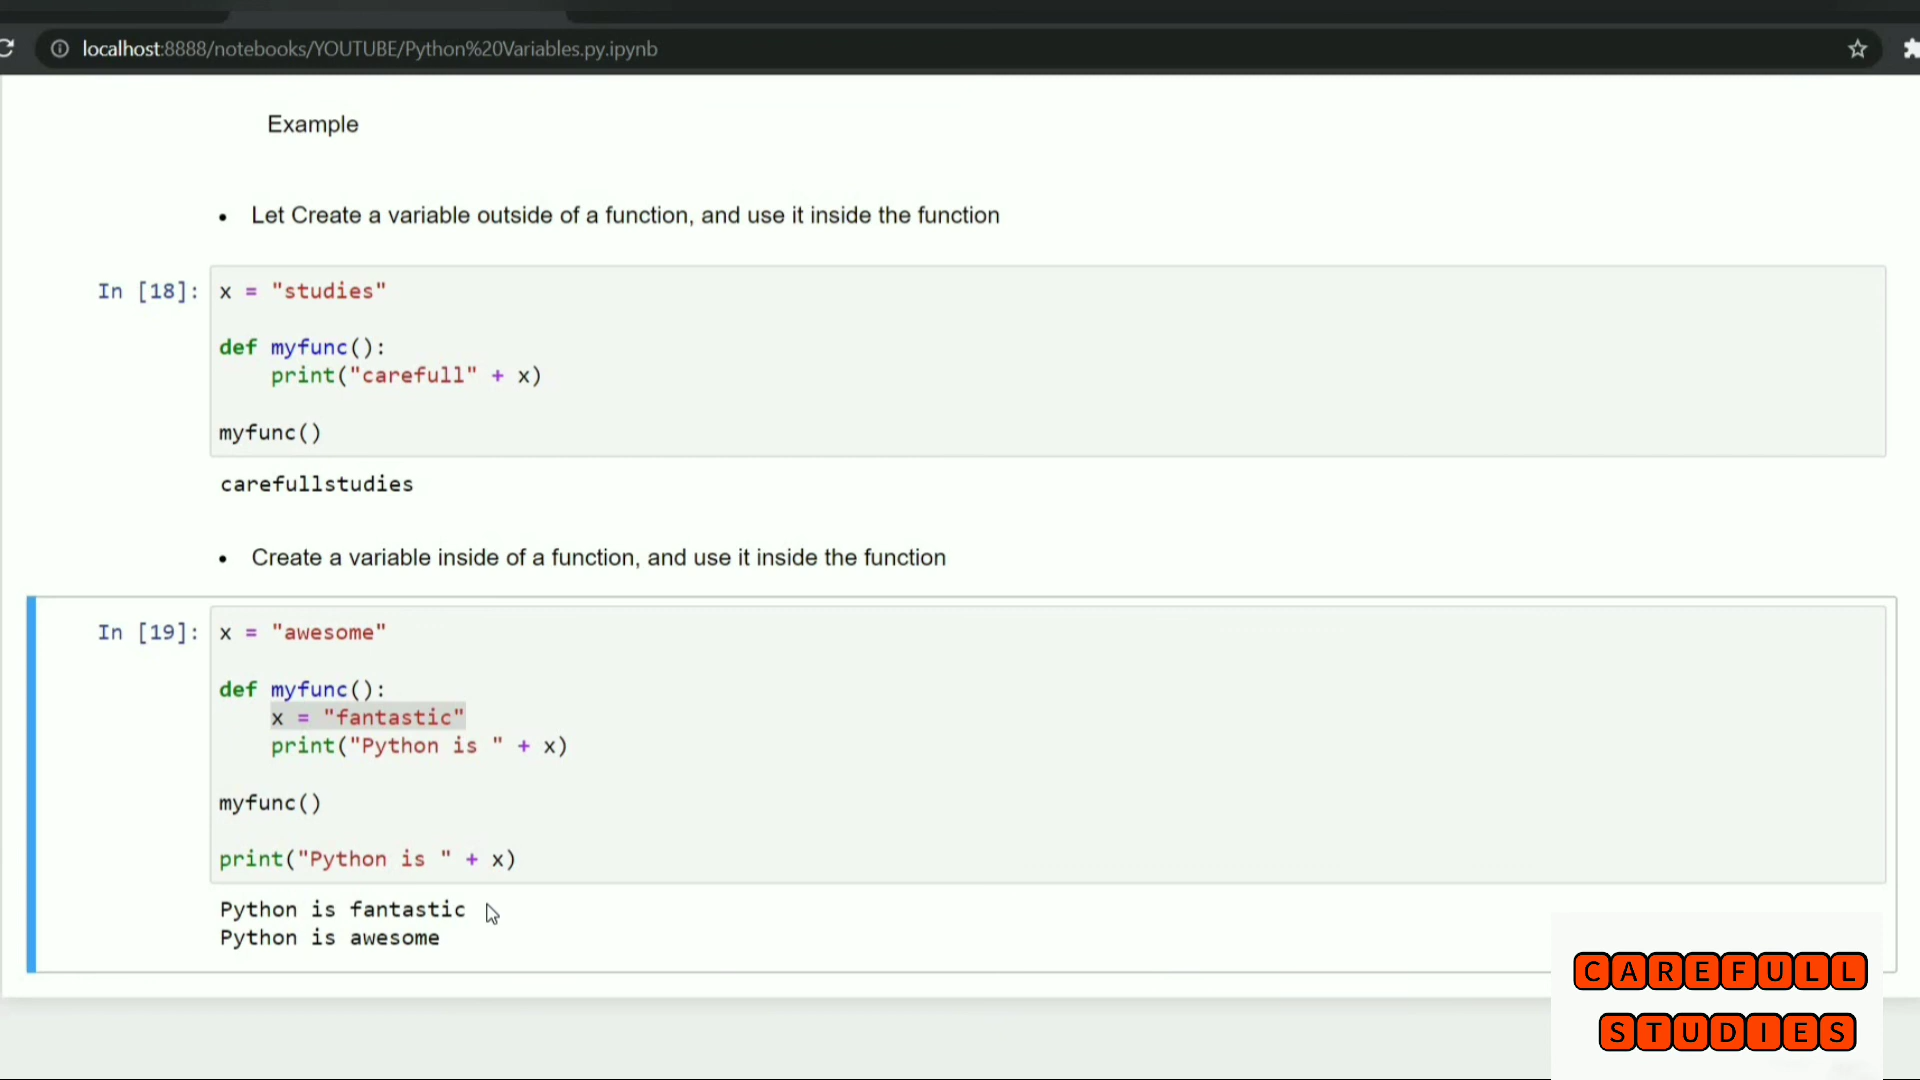 localhost:8888/notebooks/YOUTUBE/Python%20Variables.py.ipynb
Example
• Let Create a variable outside of a function, and use it inside the function
In [18]: x = "studies"
def myfunc():
    print("carefull" + x)
myfunc()
carefullstudies
• Create a variable inside of a function, and use it inside the function
In [19]: x = "awesome"
def myfunc():
    x = "fantastic"
    print("Python is " + x)
myfunc()
print("Python is " + x)
Python is fantastic
Python is awesome
CAREFULL
STUDIES